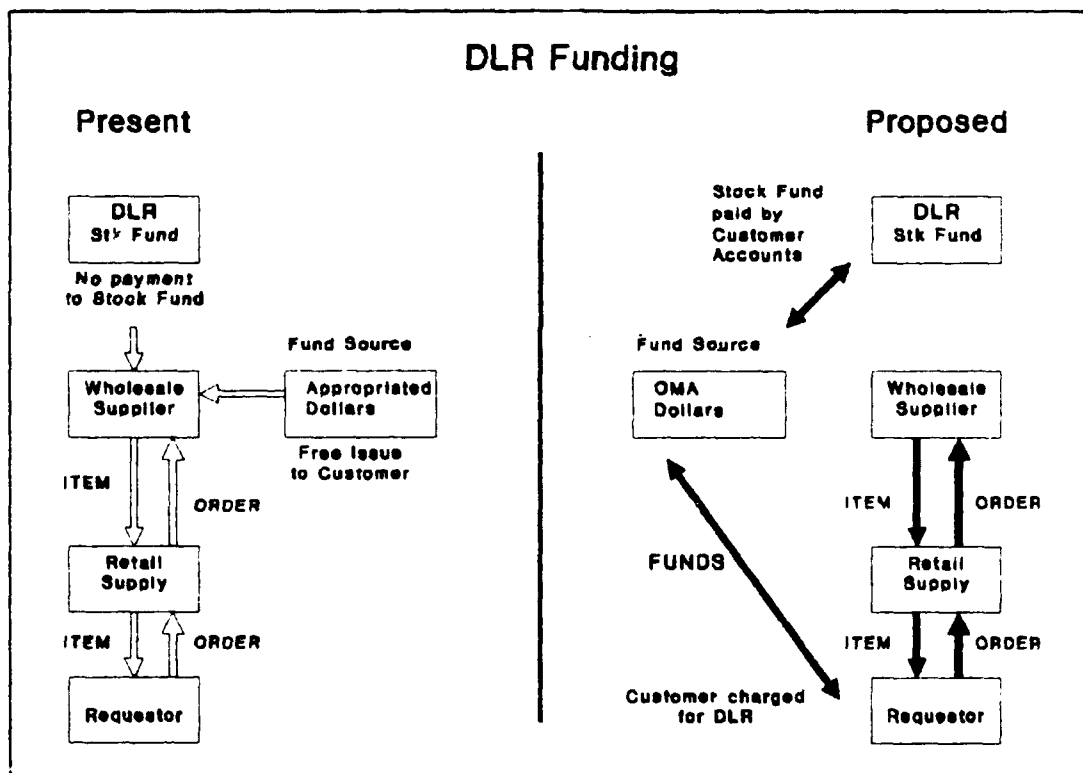 DLR Funding
Present
DLR
Stk Fund
No payment
to Stock Fund
Fund Source
Wholesale
Supplier
Appropriated
Dollars
Free Issue
to Customer
ITEM
ORDER
Retail
Supply
ITEM
ORDER
Requestor
Proposed
Stock Fund
paid by
Customer
Accounts
DLR
Stk Fund
Fund Source
OMA
Dollars
Wholesale
Supplier
ITEM
ORDER
FUNDS
Retail
Supply
ITEM
ORDER
Customer charged
for DLR
Requestor